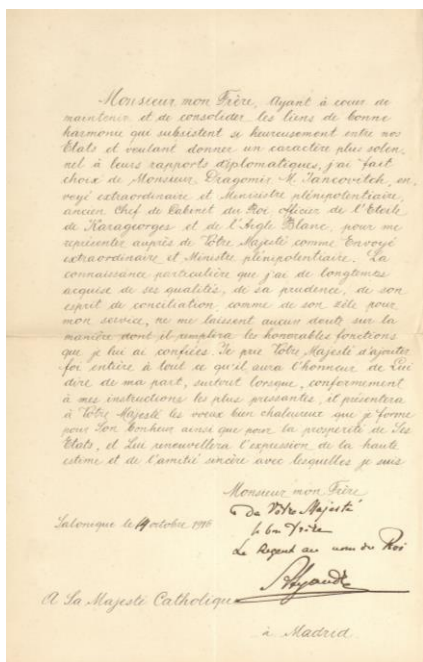 Monsieur mon Frère, Ayant à coeur de
maintenir et de consolider les liens de bonne
harmonie qui subsistent si heureusement entre nos
Etats et voulant donner un caractère plus solen-
nel à leurs rapports diplomatiques, j'ai fait
choix de Monsieur Dragomir M. Iancovitch, en-
voyé extraordinaire et Ministre plénipotentiaire,
ancien Chef de Cabinet du Roi Officier de l'Etoile
de Karageorges et de l'Aigle Blanc, pour me
représenter auprès de Votre Majesté comme Envoyé
extraordinaire et Ministre plénipotentiaire. La
connaissance particulière que j'ai de longtemps
acquise de ses qualités, de sa prudence, de son
esprit de conciliation comme de son zèle pour
mon service, ne me laissent aucun doute sur la
manière dont il remplira les honorables fonctions
que je lui ai confiées. Je prie Votre Majesté d'ajouter
foi entière à tout ce qu'il aura l'honneur de Lui
dire de ma part, surtout lorsque, conformement
à mes instructions les plus pressantes, il présentera
à Votre Majesté les voeux bien chaleureux que je forme
pour Son bonheur ainsi que pour la prospérité de Ses
Etats, et Lui renouvellera l'expression de la haute
estime et de l'amitié sincère avec lesquelles je suis
Monsieur mon Frère
de Votre Majesté
Salonique le 14 octobre 1916
le bon Frère
Le Regent au nom du Roi
A Sa Majesté Catholique
à Madrid.